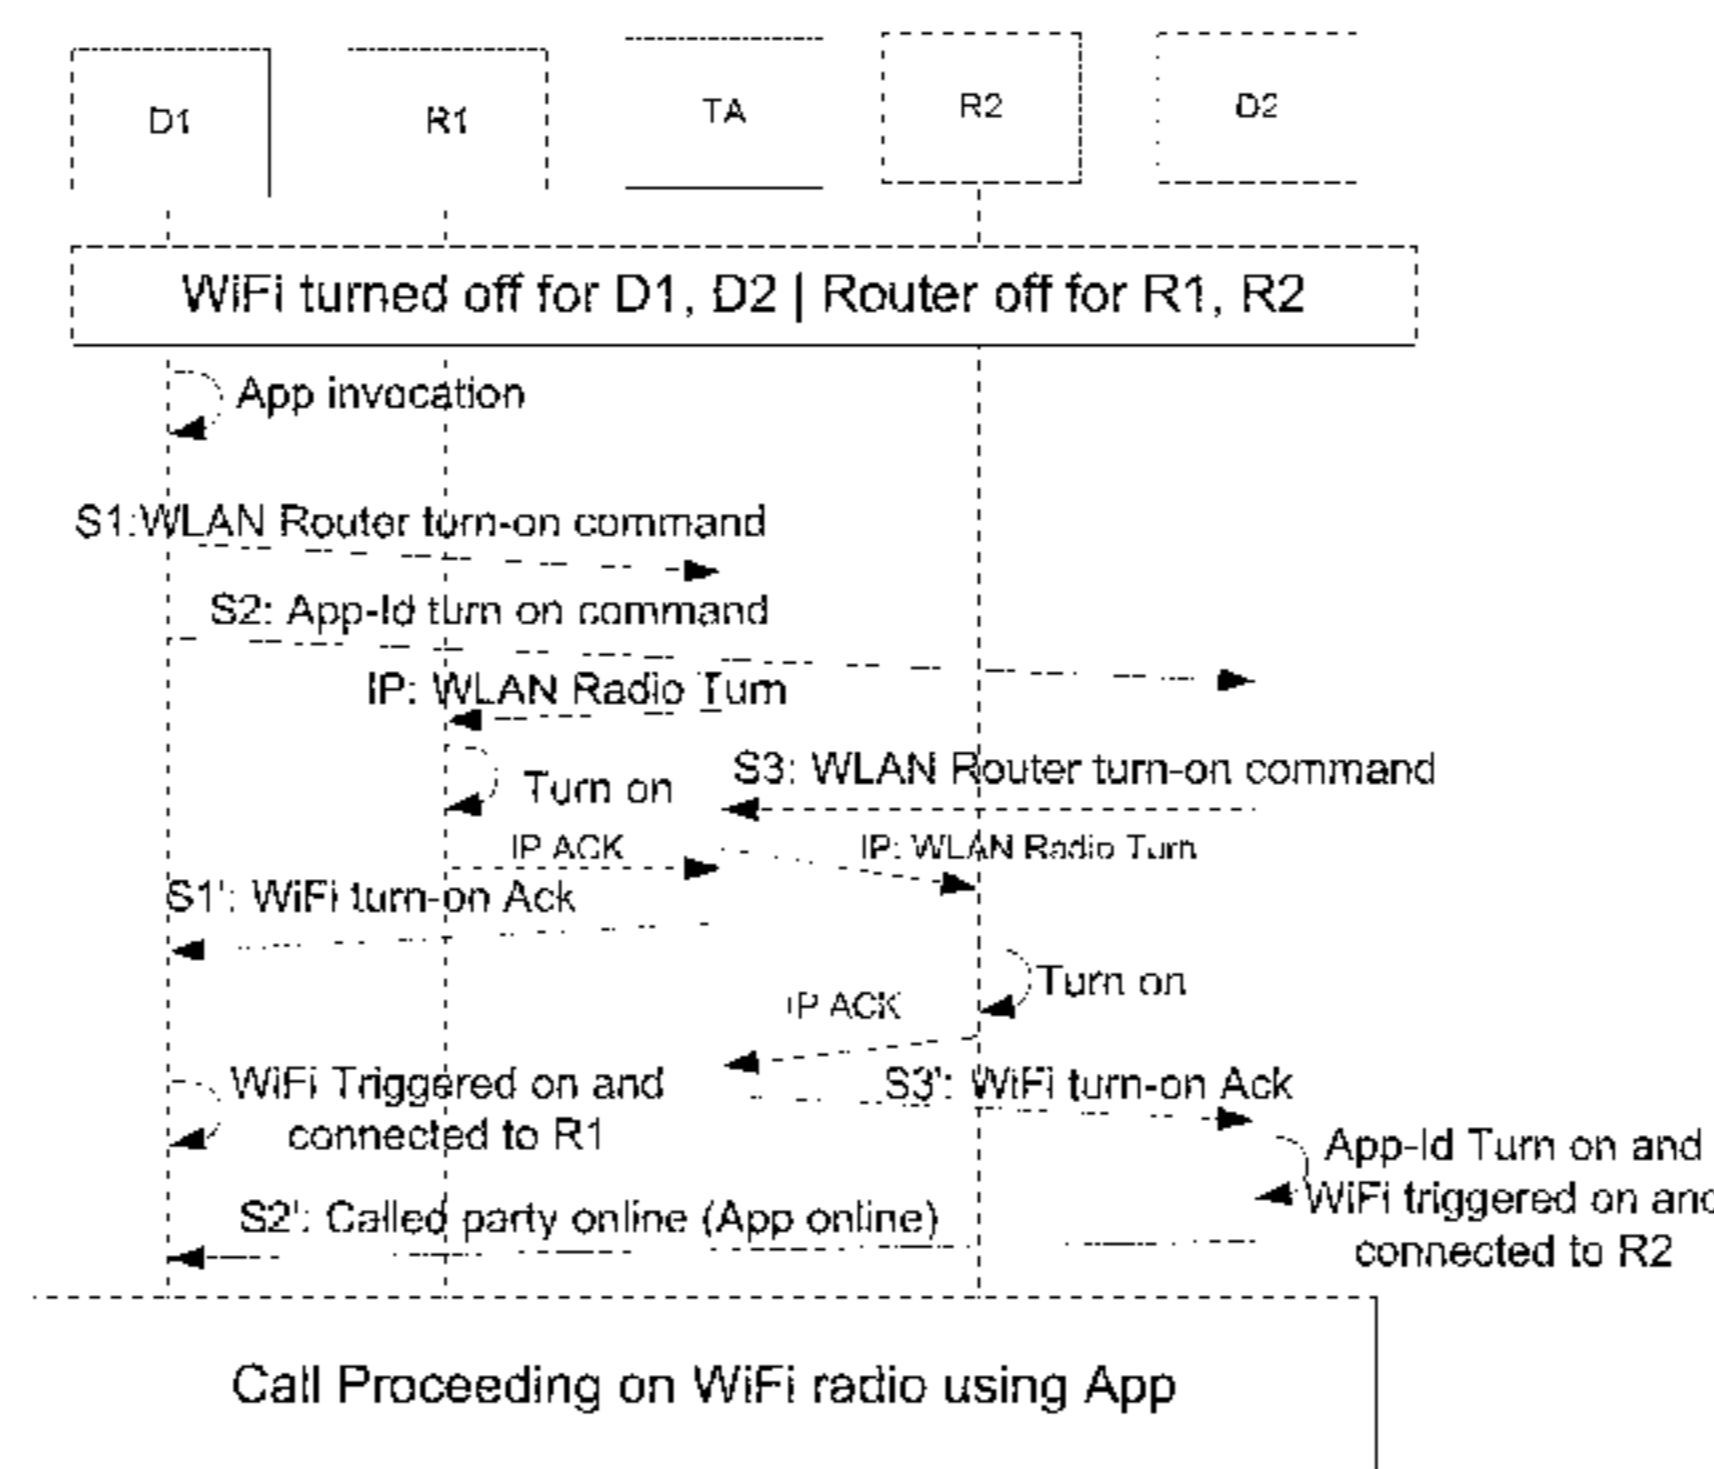 D1
R1
TA
R2
D2
WiFi turned off for D1, D2 | Router off for R1, R2
App invocation
S1:WLAN Router turn-on command
S2: App-Id turn on command
IP: WLAN Radio Turn
S3: WLAN Router turn-on command
Turn on
IP ACK
IP: WLAN Radio Turn
S1': WiFi turn-on Ack
Turn on
IP ACK
WiFi Triggered on and
connected to R1
S3': WiFi turn-on Ack
App-Id Turn on and
WiFi triggered on and
connected to R2
S2': Called party online (App online)
Call Proceeding on WiFi radio using App